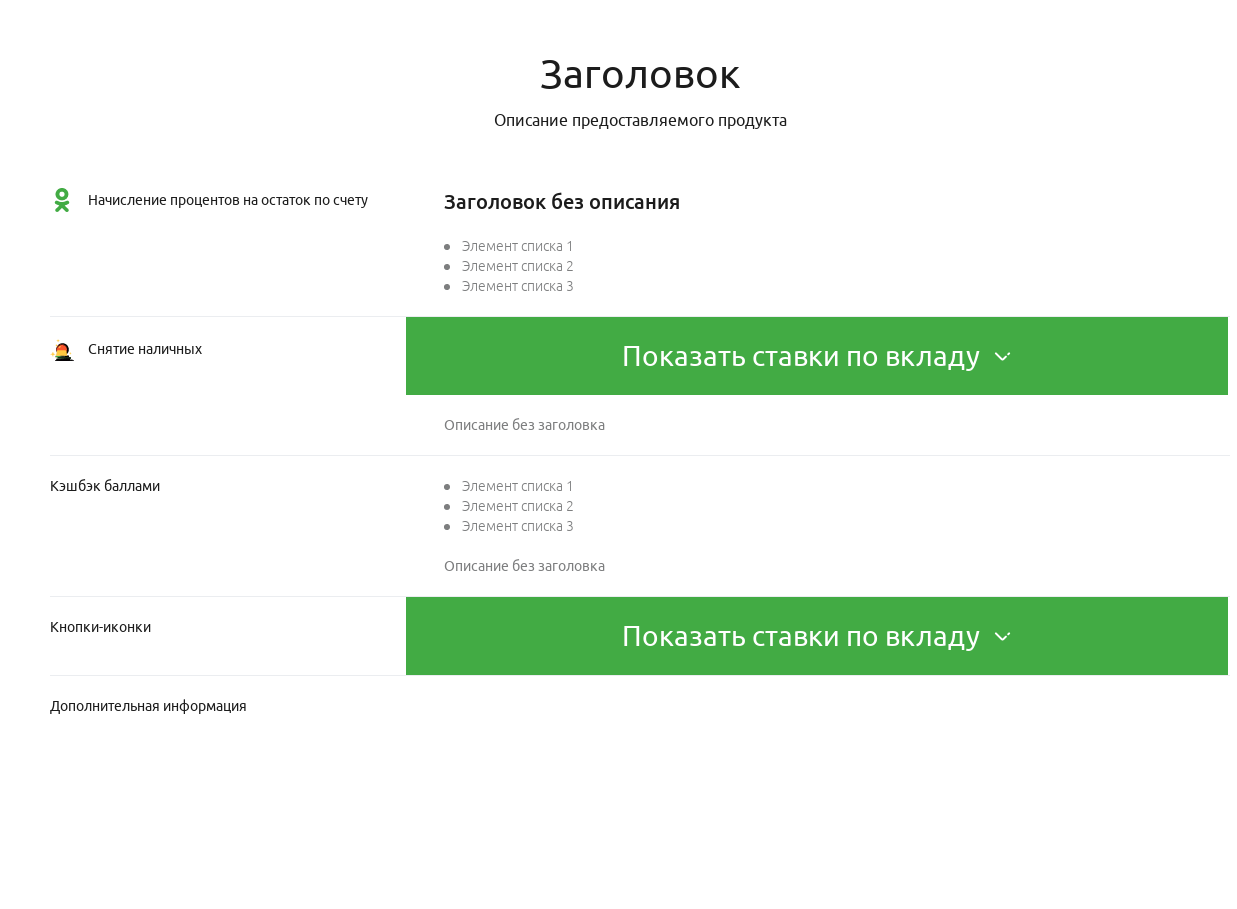 Заголовок
Описание предоставляемого продукта
Начисление процентов на остаток по счету
Заголовок без описания
Элемент списка 1
Элемент списка 2
Элемент списка 3
Снятие наличных
Показать ставки по вкладу
Описание без заголовка
Кэшбэк баллами
Элемент списка 1
Элемент списка 2
Элемент списка 3
Описание без заголовка
Кнопки-иконки
Показать ставки по вкладу
Дополнительная информация